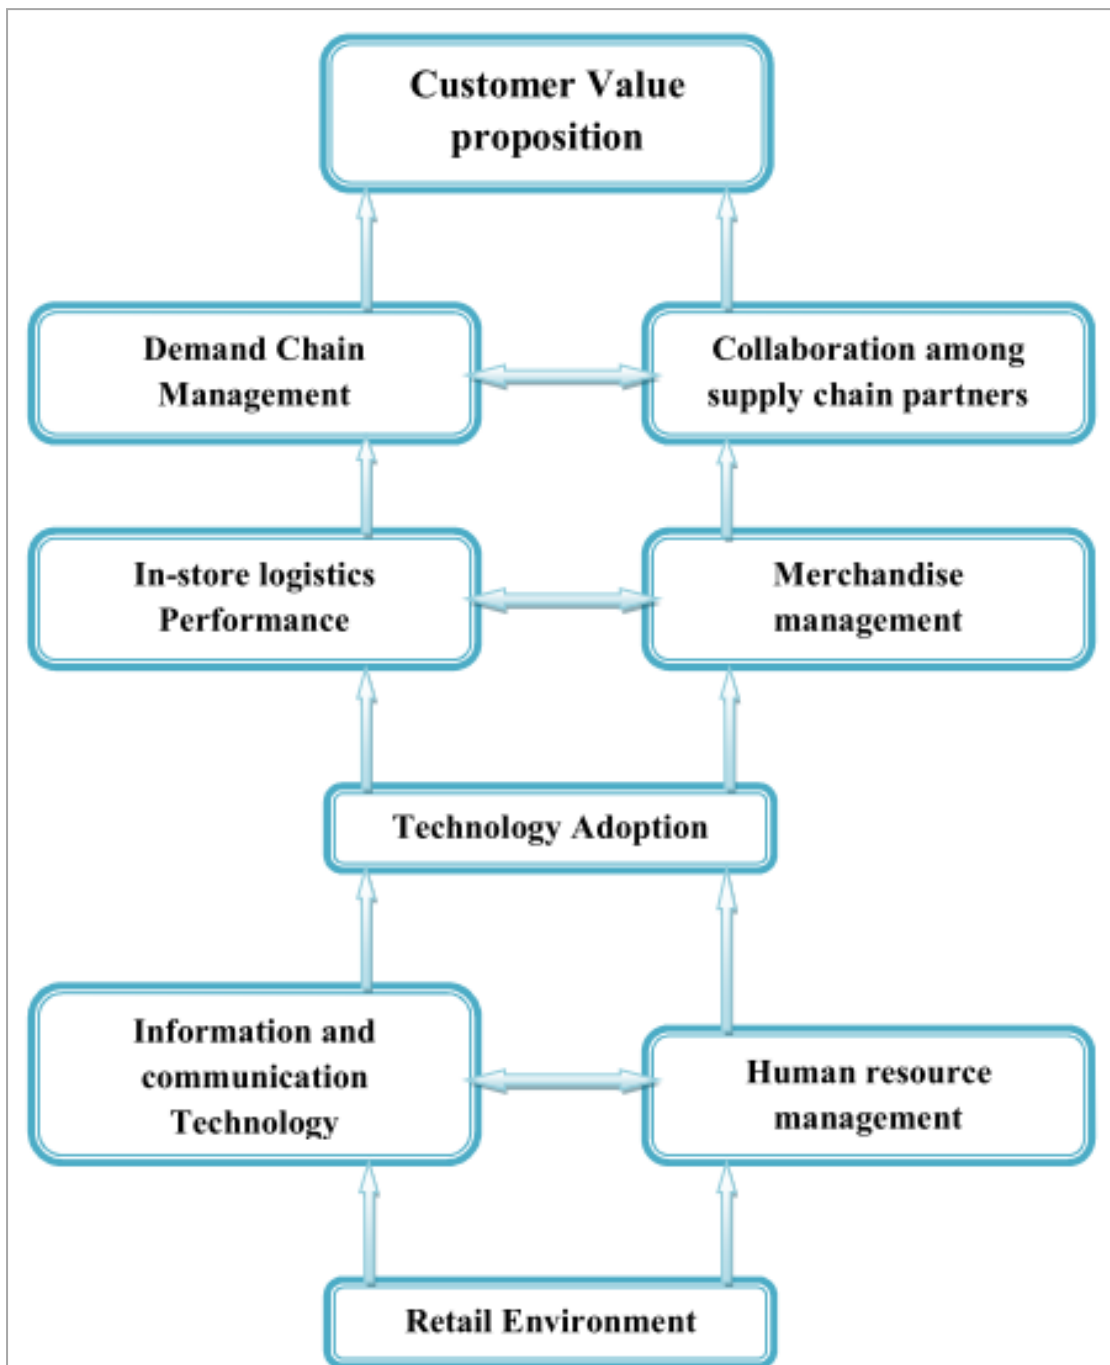 Customer Value
proposition
Demand Chain
Management
Collaboration among
supply chain partners
In-store logistics
Performance
Merchandise
management
Technology Adoption
Information and
communication
Technology
Human resource
management
Retail Environment